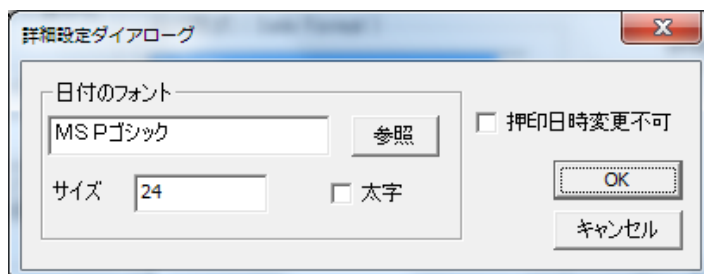 詳細設定ダイアローグ
日付のフォント
ＭＳ Ｐゴシック
参照
サイズ
24
太字
押印日時変更不可
OK
キャンセル